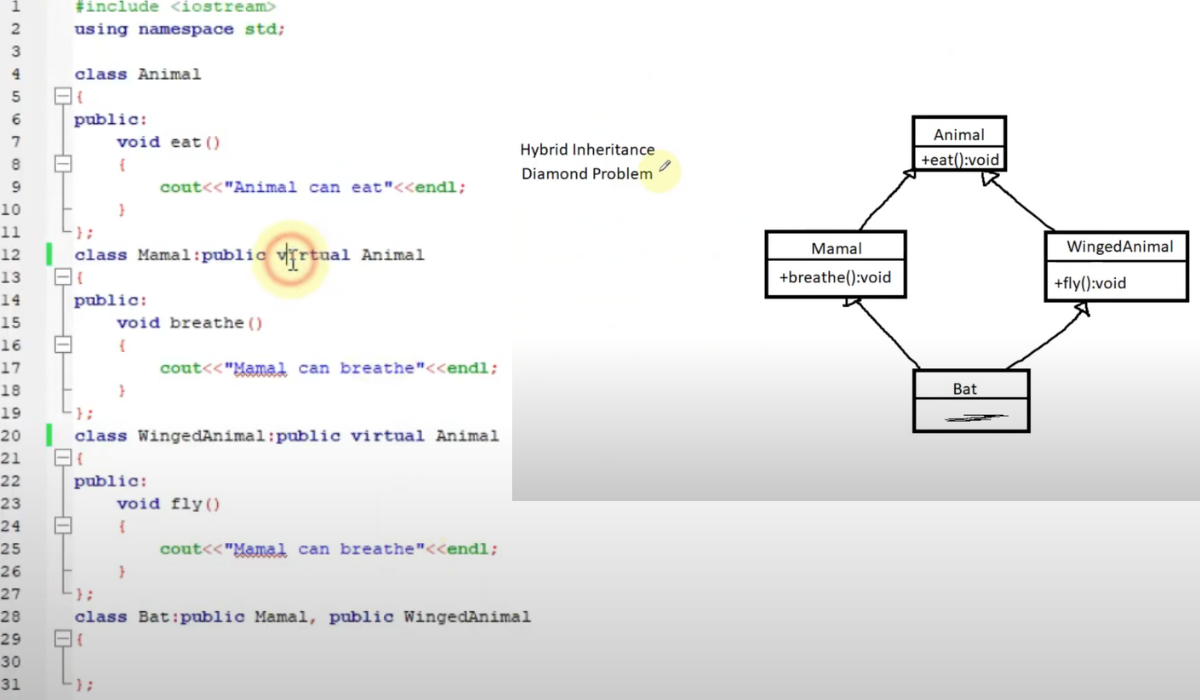 1 #include <iostream>
2 using namespace std;
3
4 class Animal
5 {
6 public:
7 void eat()
8 {
9 cout<<"Animal can eat"<<endl;
10 }
11 };
12 class Mamal:public virtual Animal
13 {
14 public:
15 void breathe()
16 {
17 cout<<"Mamal can breathe"<<endl;
18 }
19 };
20 class WingedAnimal:public virtual Animal
21 {
22 public:
23 void fly()
24 {
25 cout<<"Mamal can breathe"<<endl;
26 }
27 };
28 class Bat:public Mamal, public WingedAnimal
29 {
30
31 };
Hybrid Inheritance
Diamond Problem
Animal
+eat():void
Mamal
+breathe():void
WingedAnimal
+fly():void
Bat